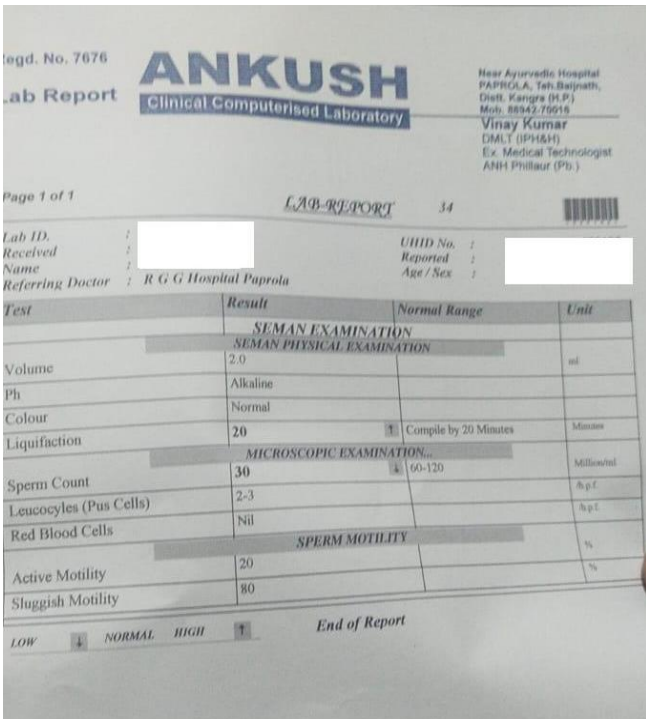 egd. No. 7676
ab Report
ANKUSH
Clinical Computerised Laboratory
Near Ayurvedic Hospital
PAPROLA, Teh.Baijnath,
Distt. Kangra (H.P.)
Mob. 88942-70016
Vinay Kumar
DMLT (IPH&H)
Ex. Medical Technologist
ANH Phillaur (Pb.)
Page 1 of 1
LAB-REPORT 34
Lab ID. : UHID No. :
Received : Reported :
Name : Age / Sex :
Referring Doctor : R G G Hospital Paprola
Test Result Normal Range Unit
SEMAN EXAMINATION
SEMAN PHYSICAL EXAMINATION
Volume 2.0 ml
Ph Alkaline
Colour Normal
Liquifaction 20 ↑ Compile by 20 Minutes Minutes
MICROSCOPIC EXAMINATION...
Sperm Count 30 ↓ 60-120 Million/ml
Leucocyles (Pus Cells) 2-3 /h.p.f.
Red Blood Cells Nil /h.p.f.
SPERM MOTILITY
Active Motility 20 %
Sluggish Motility 80 %
LOW ↓ NORMAL HIGH ↑ End of Report